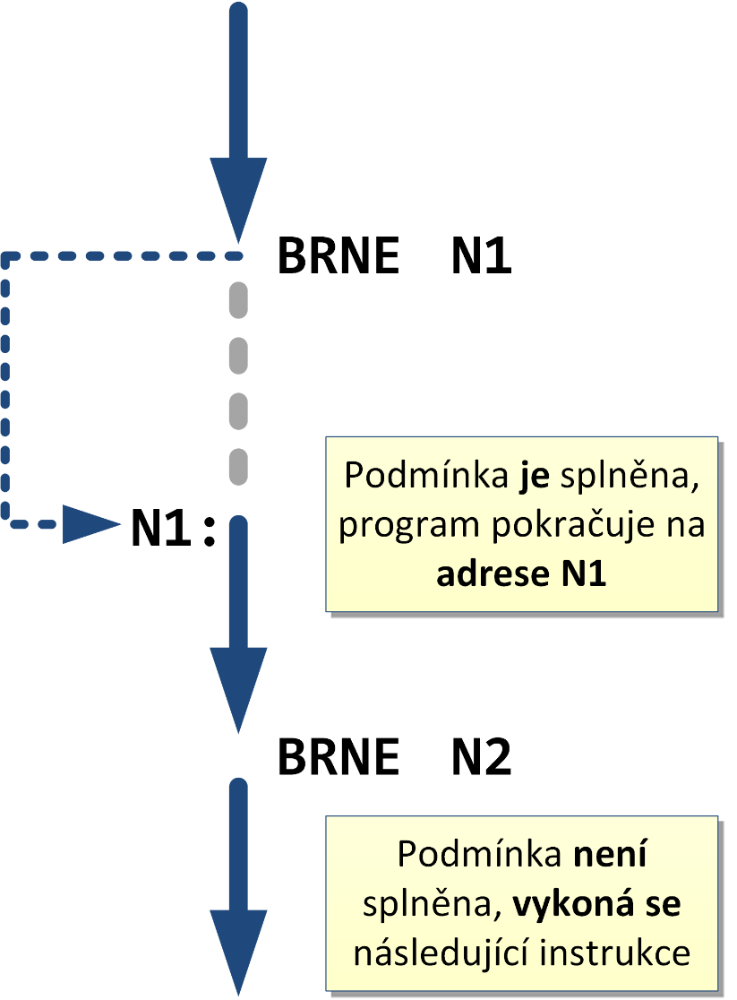 BRNE N1
Podmínka je splněna,
program pokračuje na
adrese N1
N1:
BRNE N2
Podmínka není
splněna, vykoná se
následující instrukce